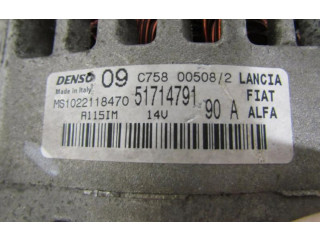 DENSO 09 C758 00508/2 LANCIA
Made in Italy 51714791 FIAT
MS1022118470 90 A ALFA
A115IM 14V